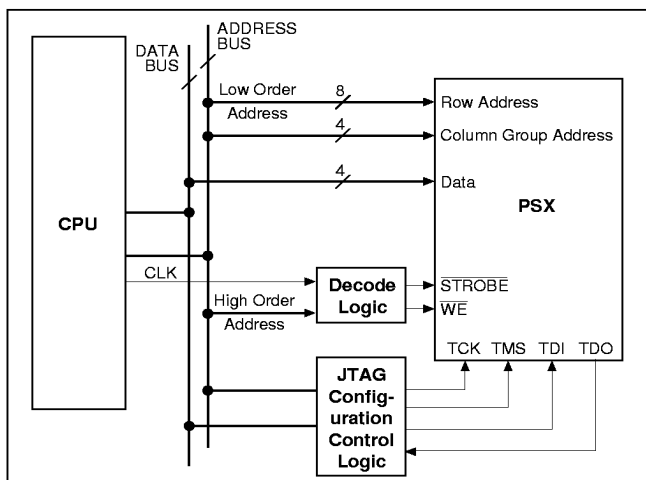 ADDRESS
BUS
DATA
BUS
Low Order
Address
8
Row Address
4
Column Group Address
4
Data
PSX
CPU
CLK
Decode
Logic
STROBE
WE
High Order
Address
TCK TMS TDI TDO
JTAG
Config-
uration
Control
Logic